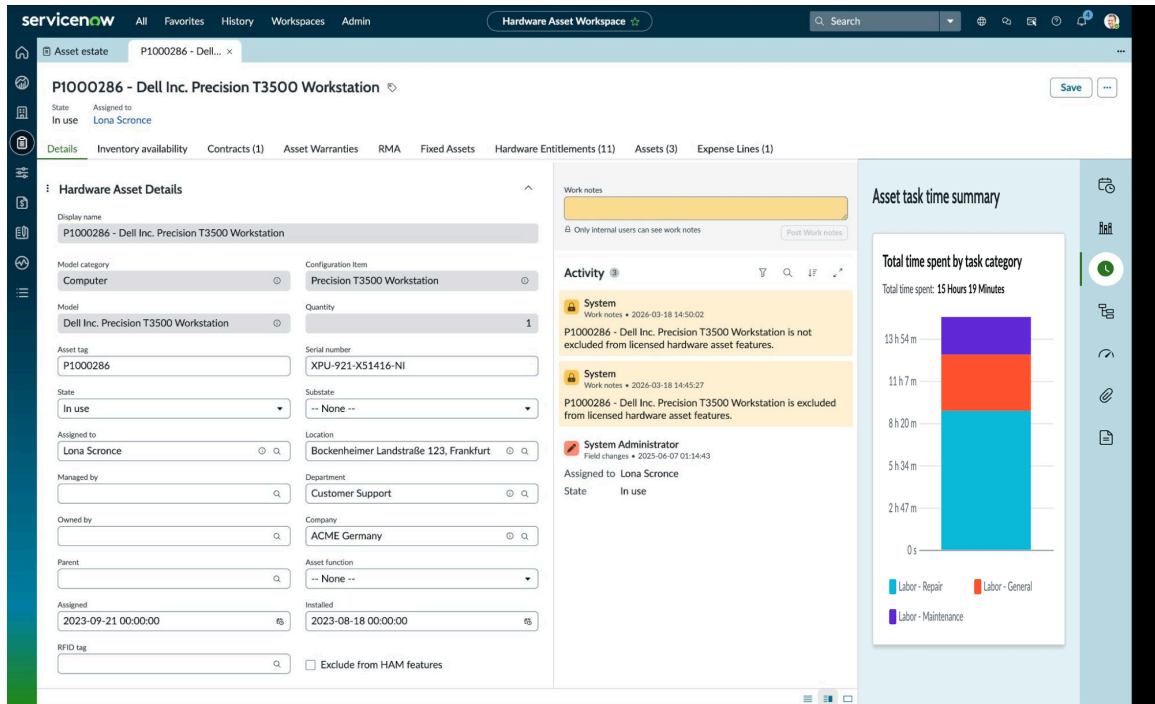 servicenow All Favorites History Workspaces Admin Hardware Asset Workspace Search 4
Asset estate P1000286 - Dell... ×
P1000286 - Dell Inc. Precision T3500 Workstation
Save
State Assigned to
In use Lona Scronce
Details Inventory availability Contracts (1) Asset Warranties RMA Fixed Assets Hardware Entitlements (11) Assets (3) Expense Lines (1)
Hardware Asset Details
Display name
P1000286 - Dell Inc. Precision T3500 Workstation
Model category Configuration Item
Computer Precision T3500 Workstation
Model Quantity
Dell Inc. Precision T3500 Workstation 1
Asset tag Serial number
P1000286 XPU-921-X51416-NI
State Substate
In use -- None --
Assigned to Location
Lona Scronce Bockenheimer Landstraße 123, Frankfurt
Managed by Department
Customer Support
Owned by Company
ACME Germany
Parent Asset function
-- None --
Assigned Installed
2023-09-21 00:00:00 2023-08-18 00:00:00
RFID tag
Exclude from HAM features
Work notes
Only internal users can see work notes Post Work notes
Activity 3
System
Work notes • 2026-03-18 14:50:02
P1000286 - Dell Inc. Precision T3500 Workstation is not
excluded from licensed hardware asset features.
System
Work notes • 2026-03-18 14:45:27
P1000286 - Dell Inc. Precision T3500 Workstation is excluded
from licensed hardware asset features.
System Administrator
Field changes • 2025-06-07 01:14:43
Assigned to Lona Scronce
State In use
Asset task time summary
Total time spent by task category
Total time spent: 15 Hours 19 Minutes
13 h 54 m
11 h 7 m
8 h 20 m
5 h 34 m
2 h 47 m
0 s
Labor - Repair Labor - General
Labor - Maintenance